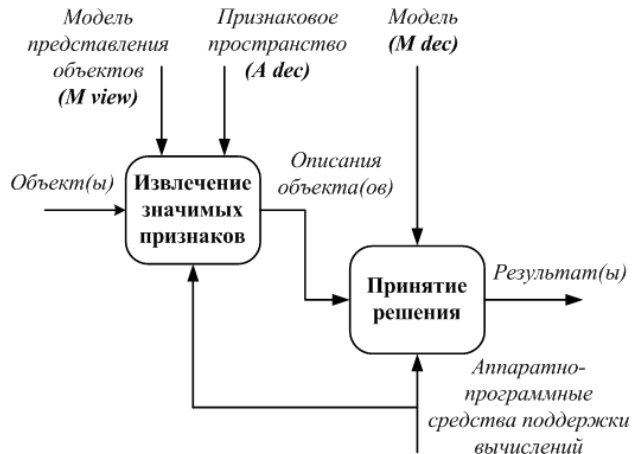 Модель
представления
объектов
(M view)
Признаковое
пространство
(A dec)
Модель
(M dec)
Объект(ы)
Извлечение
значимых
признаков
Описания
объекта(ов)
Принятие
решения
Результат(ы)
Аппаратно-
программные
средства поддержки
вычислений